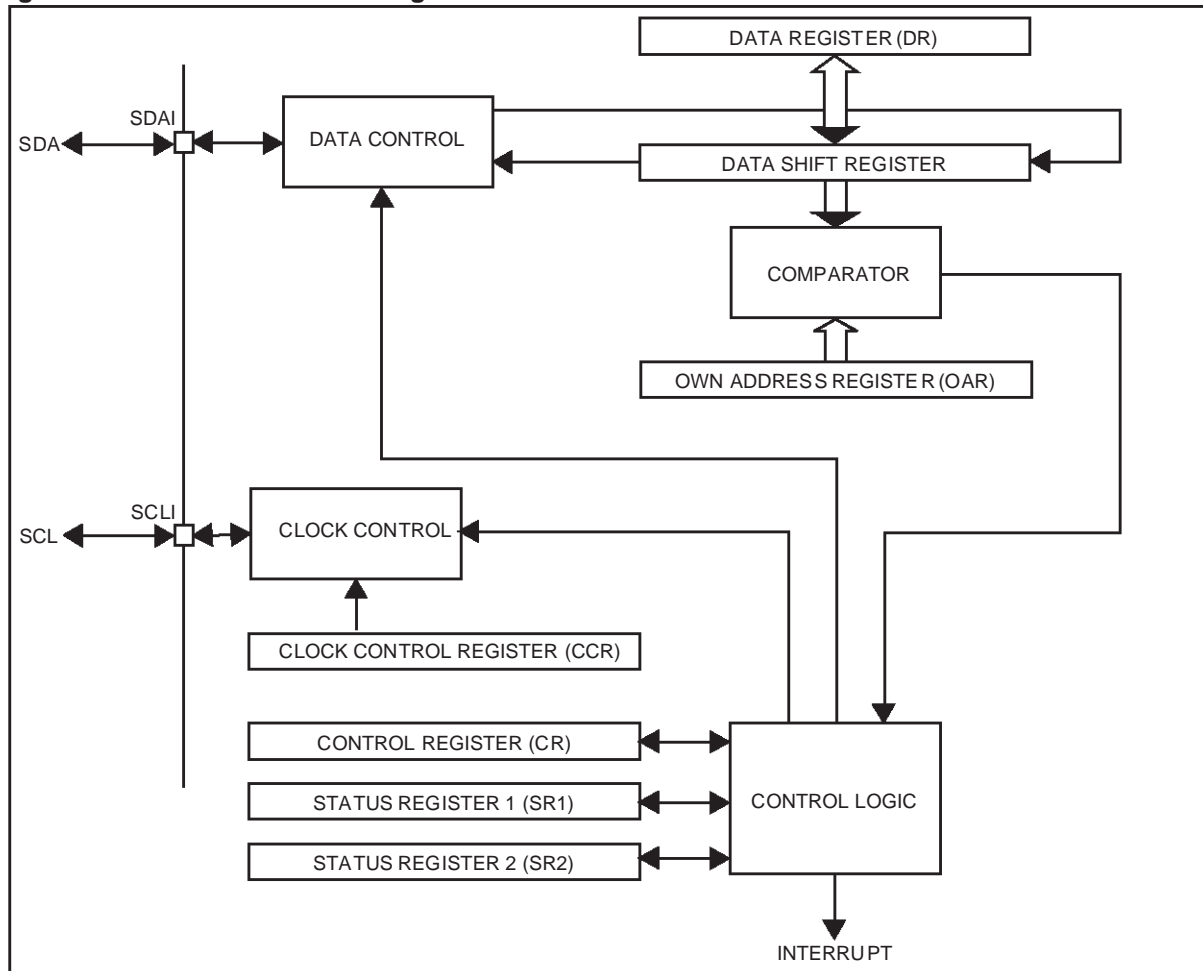 DATA REGISTER (DR)
SDAI
SDA
DATA CONTROL
DATA SHIFT REGISTER
COMPARATOR
OWN ADDRESS REGISTER (OAR)
SCLI
SCL
CLOCK CONTROL
CLOCK CONTROL REGISTER (CCR)
CONTROL REGISTER (CR)
STATUS REGISTER 1 (SR1)
CONTROL LOGIC
STATUS REGISTER 2 (SR2)
INTERRUPT